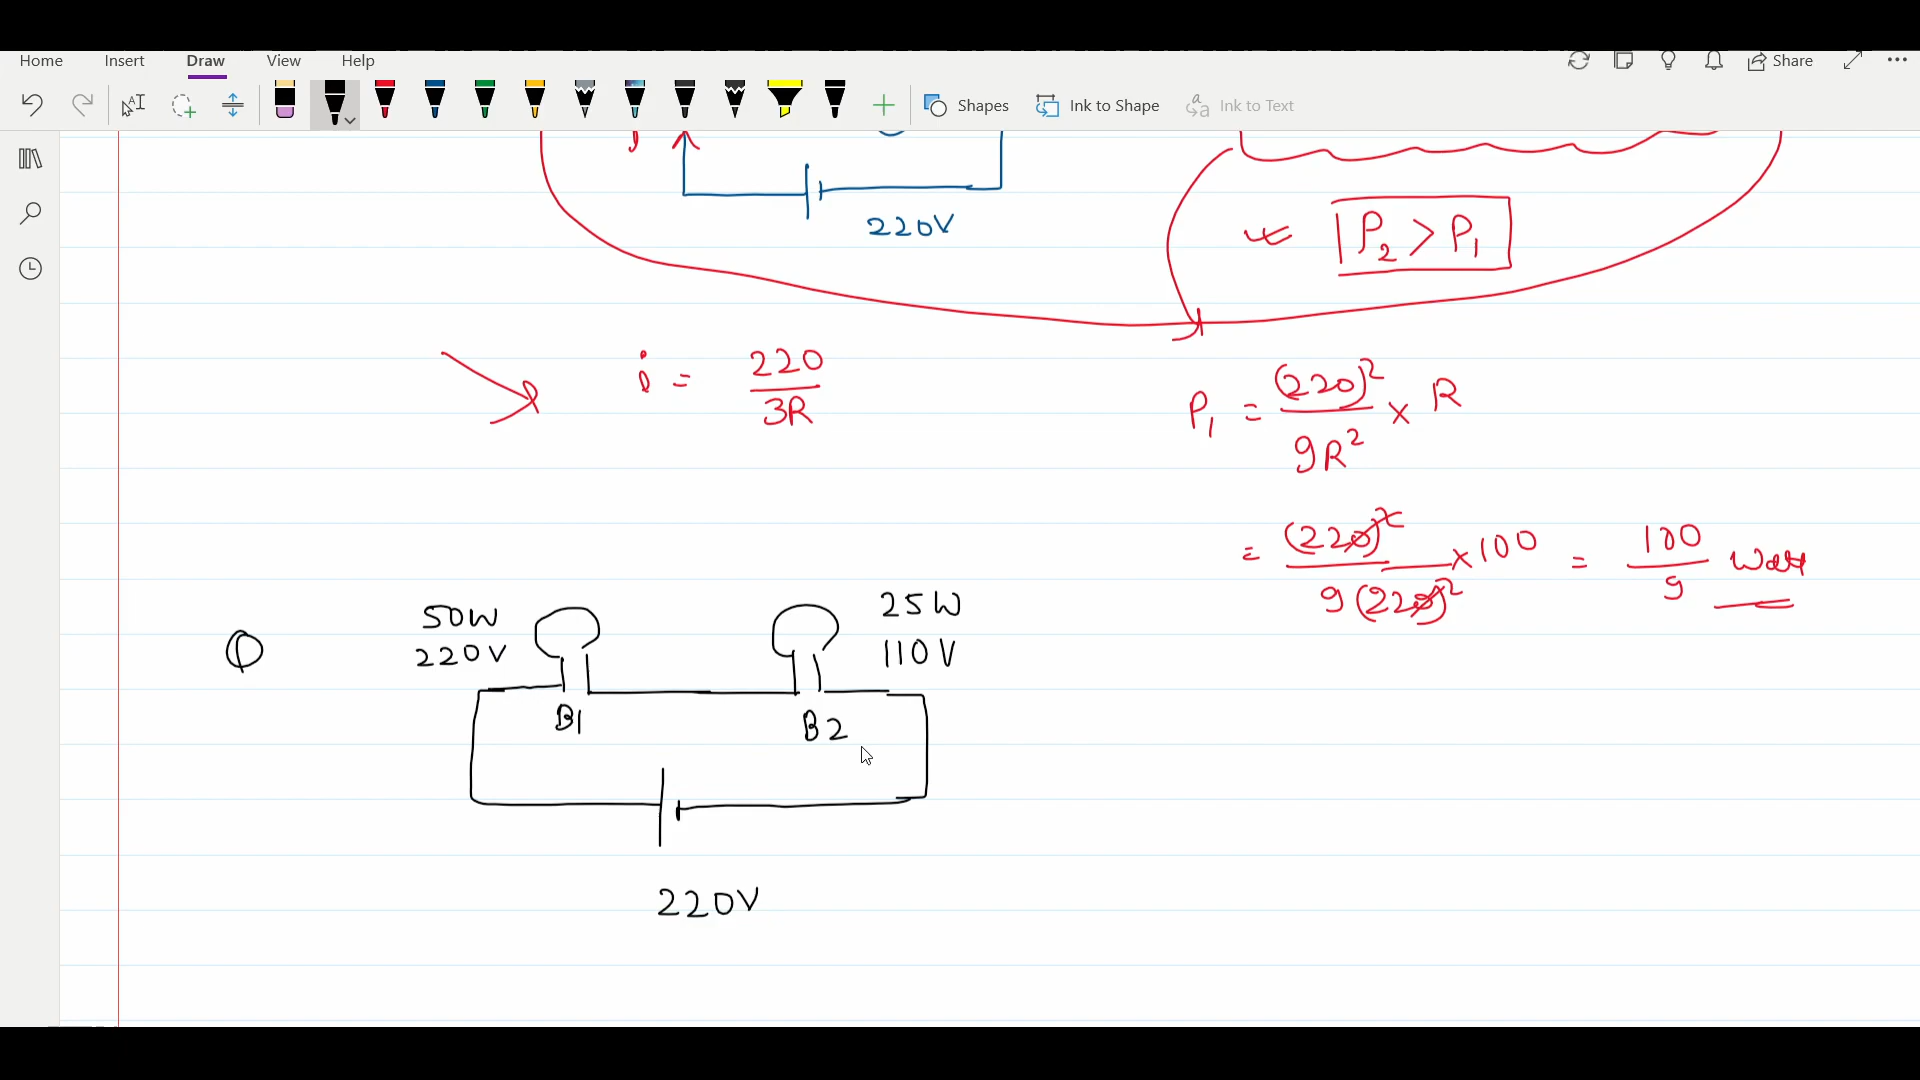 Home Insert Draw View Help Share
Shapes Ink to Shape Ink to Text
220V
P₂ > P₁
i = 220/3R
P₁ = (220)²/9R² × R
= (220)²/9(220)² × 100 = 100/9 Watt
Q
50W
220V
25W
110V
B1
B2
220V